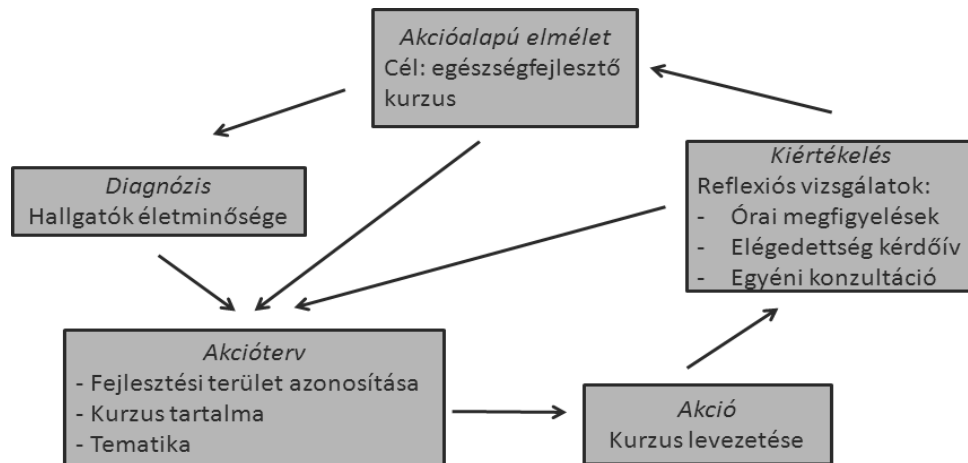 Akcióalapú elmélet
Cél: egészségfejlesztő
kurzus
Diagnózis
Hallgatók életminősége
Kiértékelés
Reflexiós vizsgálatok:
- Órai megfigyelések
- Elégedettség kérdőív
- Egyéni konzultáció
Akcióterv
- Fejlesztési terület azonosítása
- Kurzus tartalma
- Tematika
Akció
Kurzus levezetése